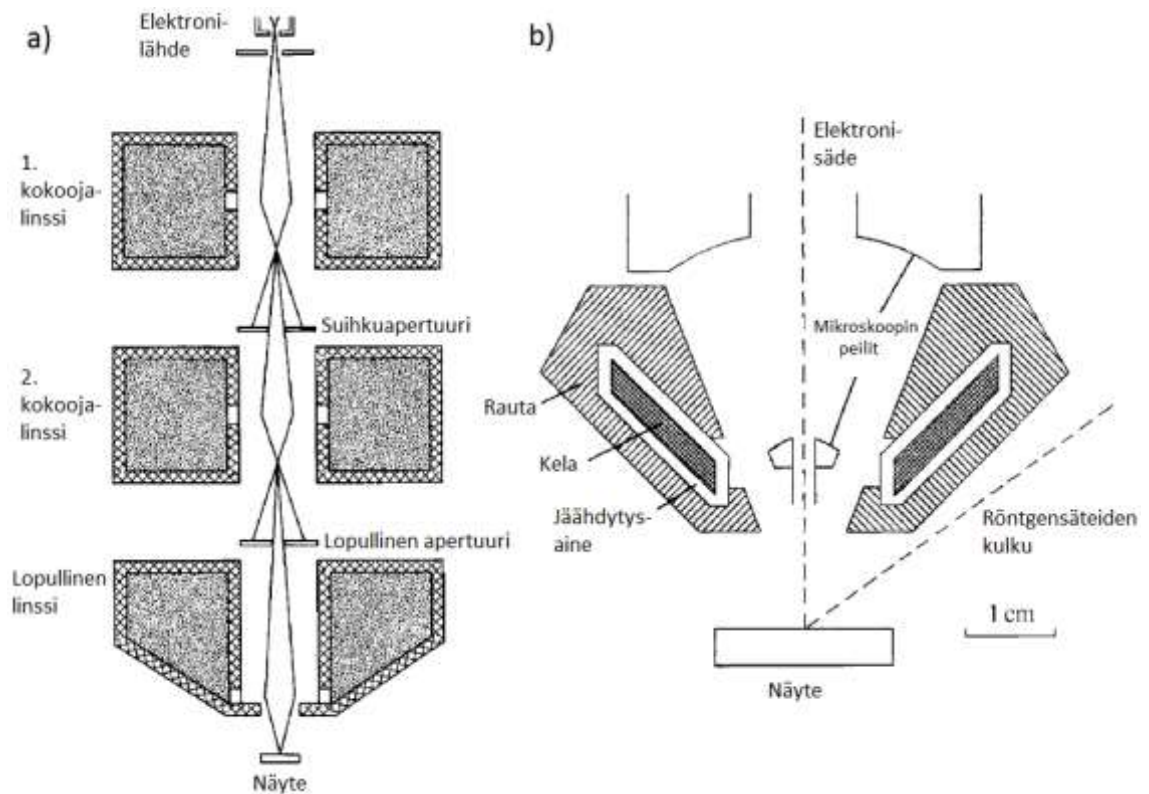 a)
Elektroni-
lähde
1.
kokooja-
linssi
Suihkuapertuuri
2.
kokooja-
linssi
Lopullinen apertuuri
Lopullinen
linssi
Näyte
b)
Elektroni-
säde
Mikroskoopin
peilit
Rauta
Kela
Jäähdytys-
aine
Röntgensäteiden
kulku
1 cm
Näyte